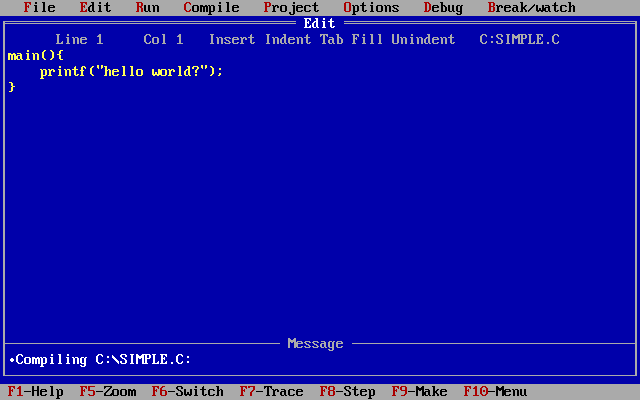 File Edit Run Compile Project Options Debug Break/watch
Edit
Line 1 Col 1 Insert Indent Tab Fill Unindent C:SIMPLE.C
main(){
    printf("hello world?");
}
Message
•Compiling C:\SIMPLE.C:
F1-Help F5-Zoom F6-Switch F7-Trace F8-Step F9-Make F10-Menu